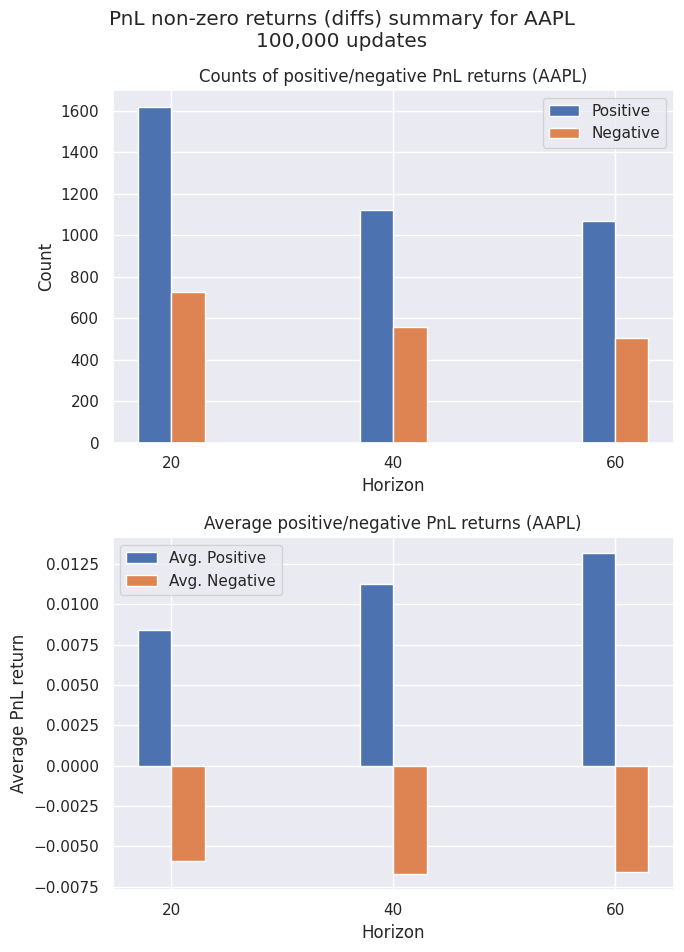 PnL non-zero returns (diffs) summary for AAPL
100,000 updates
Counts of positive/negative PnL returns (AAPL)
Positive
Negative
1600
1400
1200
1000
800
600
400
200
0
Count
20 40 60
Horizon
Average positive/negative PnL returns (AAPL)
Avg. Positive
Avg. Negative
0.0125
0.0100
0.0075
0.0050
0.0025
0.0000
−0.0025
−0.0050
−0.0075
Average PnL return
20 40 60
Horizon